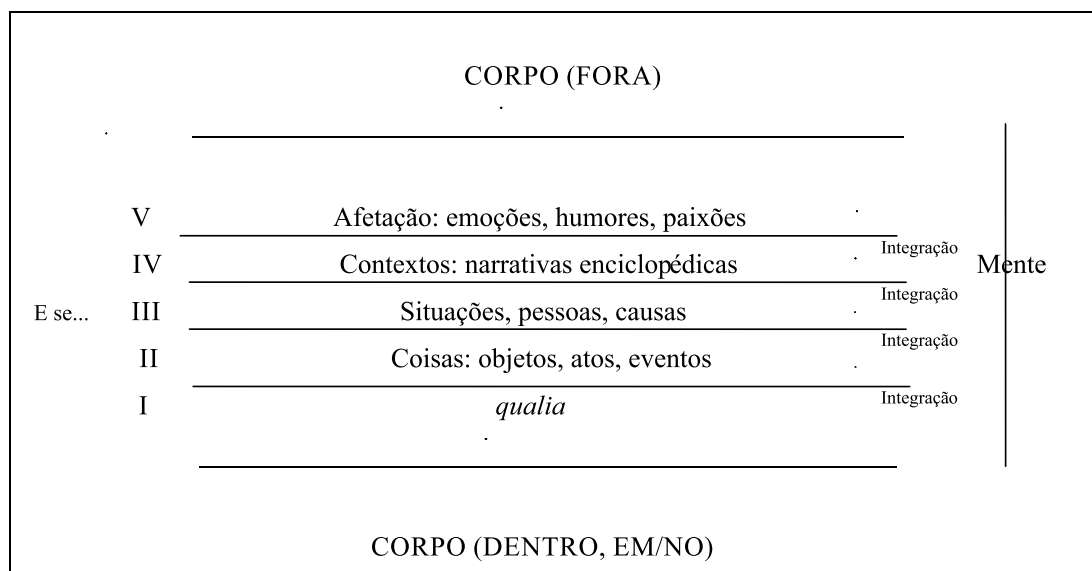 CORPO (FORA)
V Afetação: emoções, humores, paixões
Integração
IV Contextos: narrativas enciclopédicas Mente
Integração
E se... III Situações, pessoas, causas
Integração
II Coisas: objetos, atos, eventos
Integração
I qualia
CORPO (DENTRO, EM/NO)